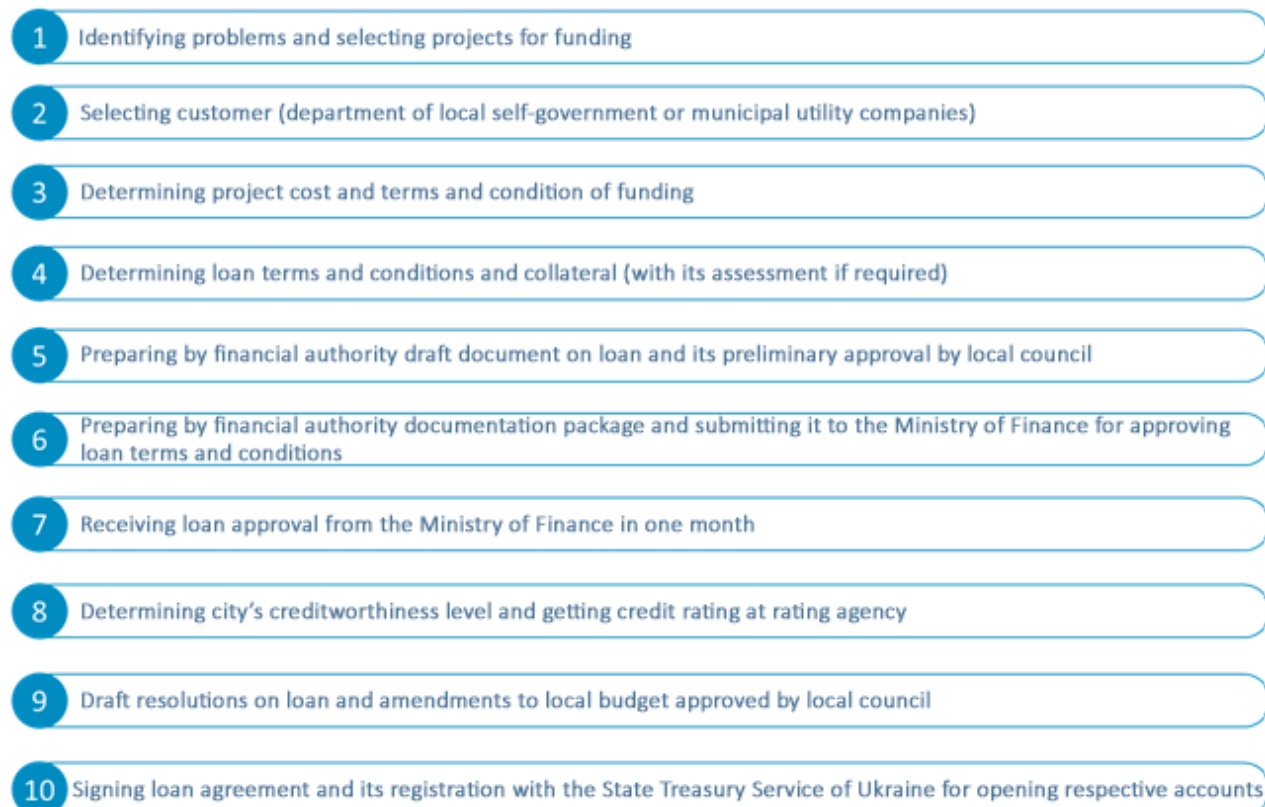 1 Identifying problems and selecting projects for funding
2 Selecting customer (department of local self-government or municipal utility companies)
3 Determining project cost and terms and condition of funding
4 Determining loan terms and conditions and collateral (with its assessment if required)
5 Preparing by financial authority draft document on loan and its preliminary approval by local council
6 Preparing by financial authority documentation package and submitting it to the Ministry of Finance for approving
loan terms and conditions
7 Receiving loan approval from the Ministry of Finance in one month
8 Determining city's creditworthiness level and getting credit rating at rating agency
9 Draft resolutions on loan and amendments to local budget approved by local council
10 Signing loan agreement and its registration with the State Treasury Service of Ukraine for opening respective accounts